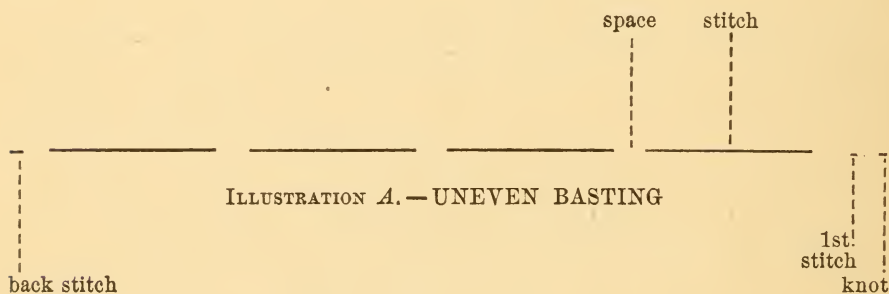 space stitch
ILLUSTRATION A.—UNEVEN BASTING
1st
stitch
back stitch knot